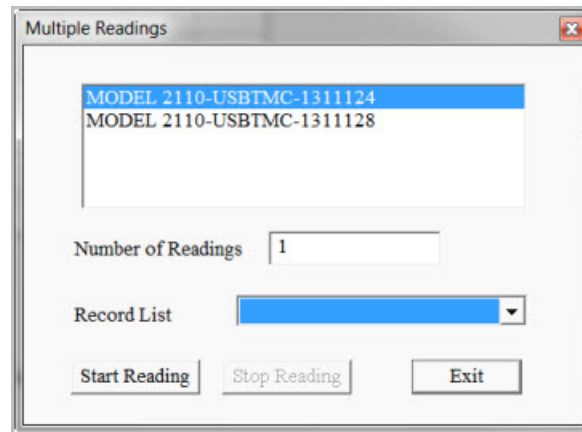 Multiple Readings
MODEL 2110-USBTMC-1311124
MODEL 2110-USBTMC-1311128
Number of Readings 1
Record List
Start Reading Stop Reading Exit